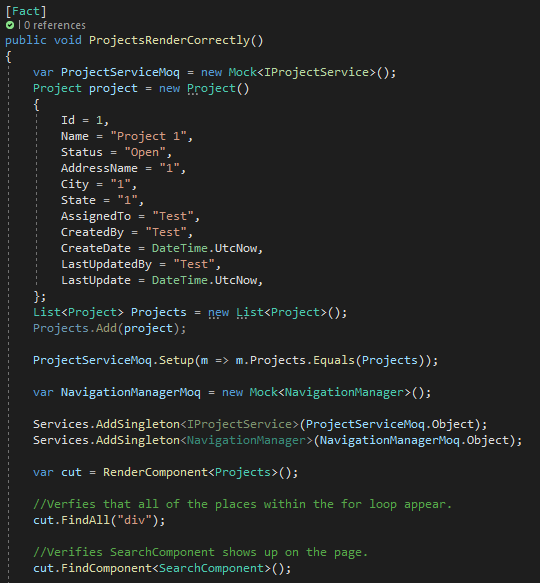 [Fact]
| 0 references
public void ProjectsRenderCorrectly()
{
var ProjectServiceMoq = new Mock<IProjectService>();
Project project = new Project()
{
Id = 1,
Name = "Project 1",
Status = "Open",
AddressName = "1",
City = "1",
State = "1",
AssignedTo = "Test",
CreatedBy = "Test",
CreateDate = DateTime.UtcNow,
LastUpdatedBy = "Test",
LastUpdate = DateTime.UtcNow,
};
List<Project> Projects = new List<Project>();
Projects.Add(project);
ProjectServiceMoq.Setup(m => m.Projects.Equals(Projects));
var NavigationManagerMoq = new Mock<NavigationManager>();
Services.AddSingleton<IProjectService>(ProjectServiceMoq.Object);
Services.AddSingleton<NavigationManager>(NavigationManagerMoq.Object);
var cut = RenderComponent<Projects>();
//Verfies that all of the places within the for loop appear.
cut.FindAll("div");
//Verifies SearchComponent shows up on the page.
cut.FindComponent<SearchComponent>();